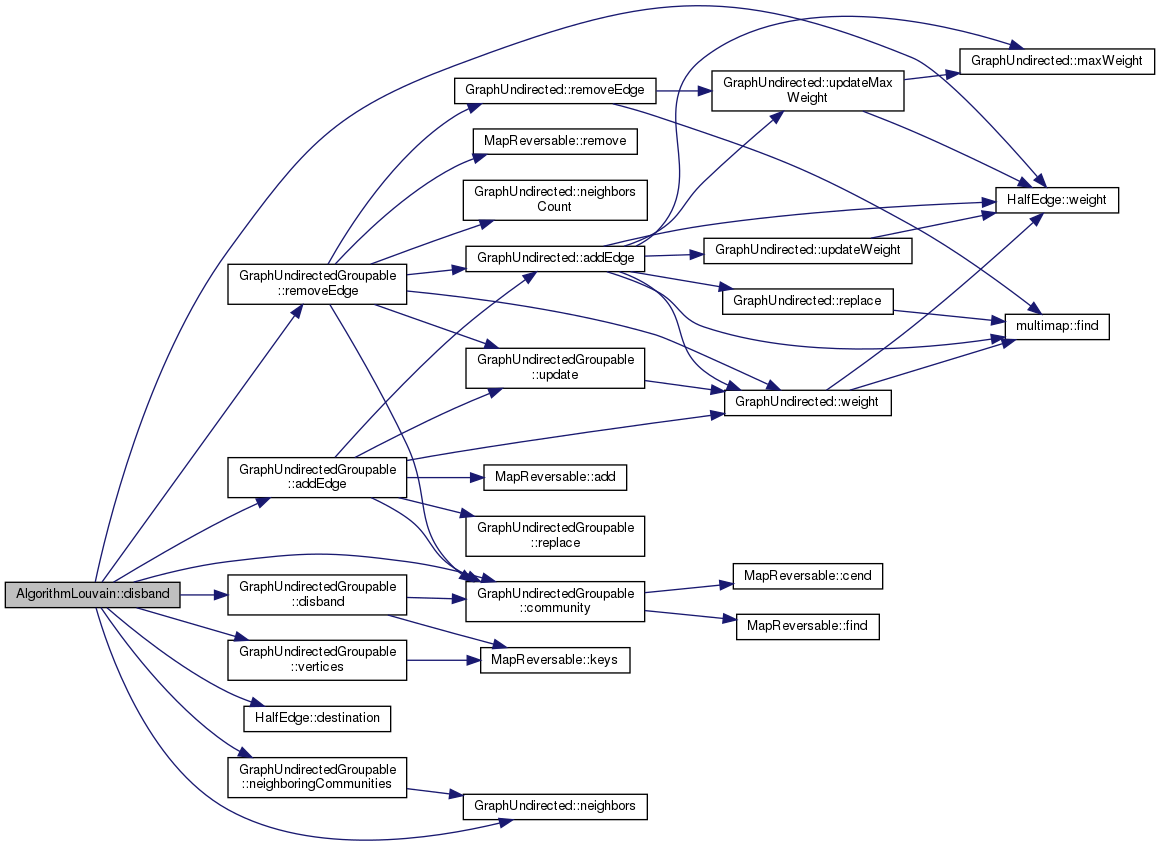 AlgorithmLouvain::disband
GraphUndirectedGroupable
::removeEdge
GraphUndirectedGroupable
::addEdge
GraphUndirectedGroupable
::disband
GraphUndirectedGroupable
::vertices
HalfEdge::destination
GraphUndirectedGroupable
::neighboringCommunities
GraphUndirected::removeEdge
MapReversable::remove
GraphUndirected::neighbors
Count
GraphUndirected::addEdge
GraphUndirectedGroupable
::update
MapReversable::add
GraphUndirectedGroupable
::replace
GraphUndirectedGroupable
::community
MapReversable::keys
GraphUndirected::neighbors
GraphUndirected::updateMax
Weight
GraphUndirected::updateWeight
GraphUndirected::replace
GraphUndirected::weight
MapReversable::cend
MapReversable::find
GraphUndirected::maxWeight
HalfEdge::weight
multimap::find